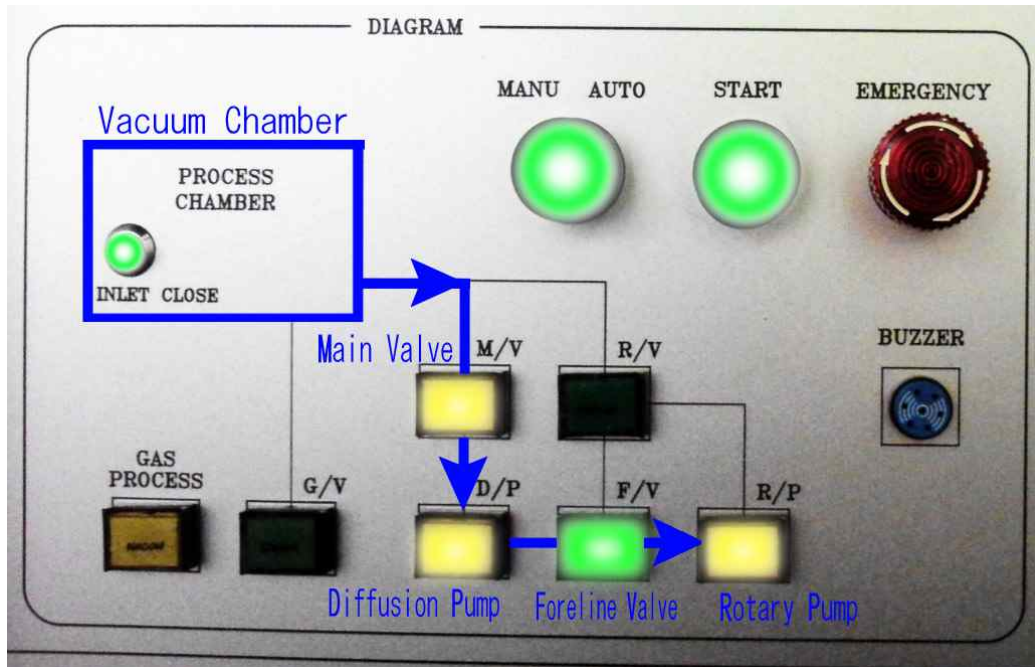 DIAGRAM
MANU AUTO START EMERGENCY
Vacuum Chamber
PROCESS
CHAMBER
INLET CLOSE
Main Valve M/V R/V
BUZZER
GAS
PROCESS
G/V D/P F/V R/P
Diffusion Pump Foreline Valve Rotary Pump